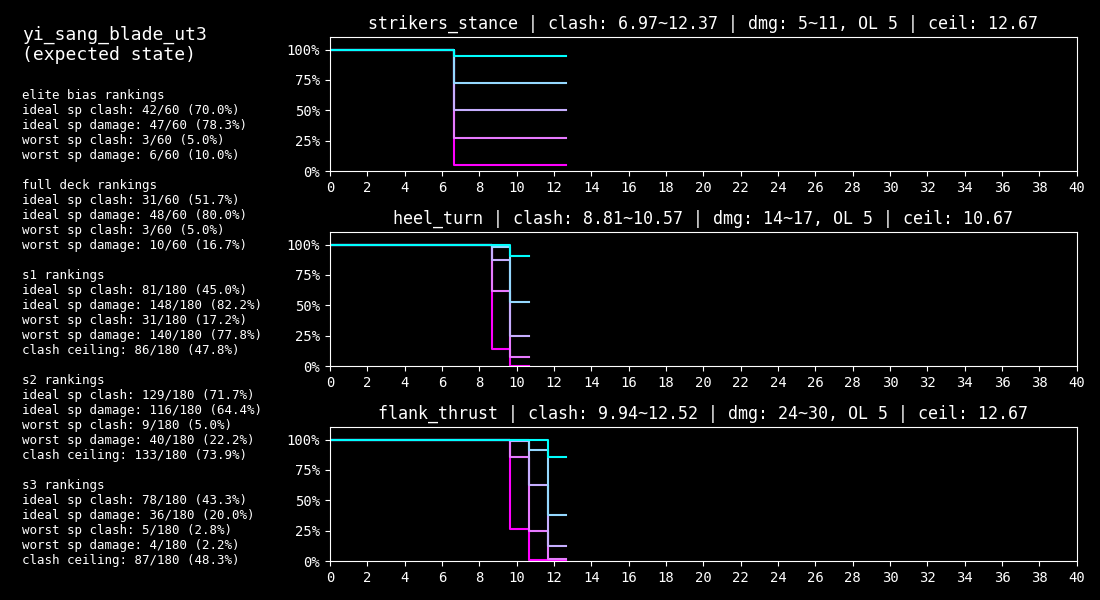 yi_sang_blade_ut3
(expected state)
elite bias rankings
ideal sp clash: 42/60 (70.0%)
ideal sp damage: 47/60 (78.3%)
worst sp clash: 3/60 (5.0%)
worst sp damage: 6/60 (10.0%)
full deck rankings
ideal sp clash: 31/60 (51.7%)
ideal sp damage: 48/60 (80.0%)
worst sp clash: 3/60 (5.0%)
worst sp damage: 10/60 (16.7%)
s1 rankings
ideal sp clash: 81/180 (45.0%)
ideal sp damage: 148/180 (82.2%)
worst sp clash: 31/180 (17.2%)
worst sp damage: 140/180 (77.8%)
clash ceiling: 86/180 (47.8%)
s2 rankings
ideal sp clash: 129/180 (71.7%)
ideal sp damage: 116/180 (64.4%)
worst sp clash: 9/180 (5.0%)
worst sp damage: 40/180 (22.2%)
clash ceiling: 133/180 (73.9%)
s3 rankings
ideal sp clash: 78/180 (43.3%)
ideal sp damage: 36/180 (20.0%)
worst sp clash: 5/180 (2.8%)
worst sp damage: 4/180 (2.2%)
clash ceiling: 87/180 (48.3%)
strikers_stance | clash: 6.97~12.37 | dmg: 5~11, OL 5 | ceil: 12.67
100%
75%
50%
25%
0%
0 2 4 6 8 10 12 14 16 18 20 22 24 26 28 30 32 34 36 38 40
heel_turn | clash: 8.81~10.57 | dmg: 14~17, OL 5 | ceil: 10.67
100%
75%
50%
25%
0%
0 2 4 6 8 10 12 14 16 18 20 22 24 26 28 30 32 34 36 38 40
flank_thrust | clash: 9.94~12.52 | dmg: 24~30, OL 5 | ceil: 12.67
100%
75%
50%
25%
0%
0 2 4 6 8 10 12 14 16 18 20 22 24 26 28 30 32 34 36 38 40